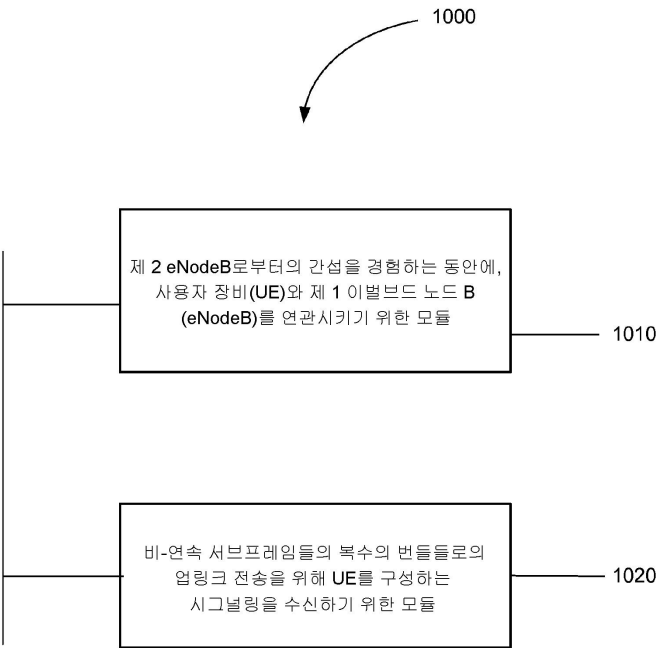 1000
제 2 eNodeB로부터의 간섭을 경험하는 동안에,
사용자 장비(UE)와 제 1 이벌브드 노드 B
(eNodeB)를 연관시키기 위한 모듈
1010
비-연속 서브프레임들의 복수의 번들들로의
업링크 전송을 위해 UE를 구성하는
시그널링을 수신하기 위한 모듈
1020